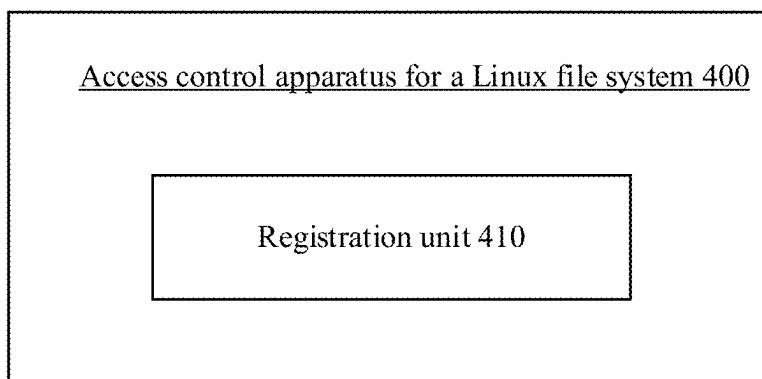 Access control apparatus for a Linux file system 400
Registration unit 410